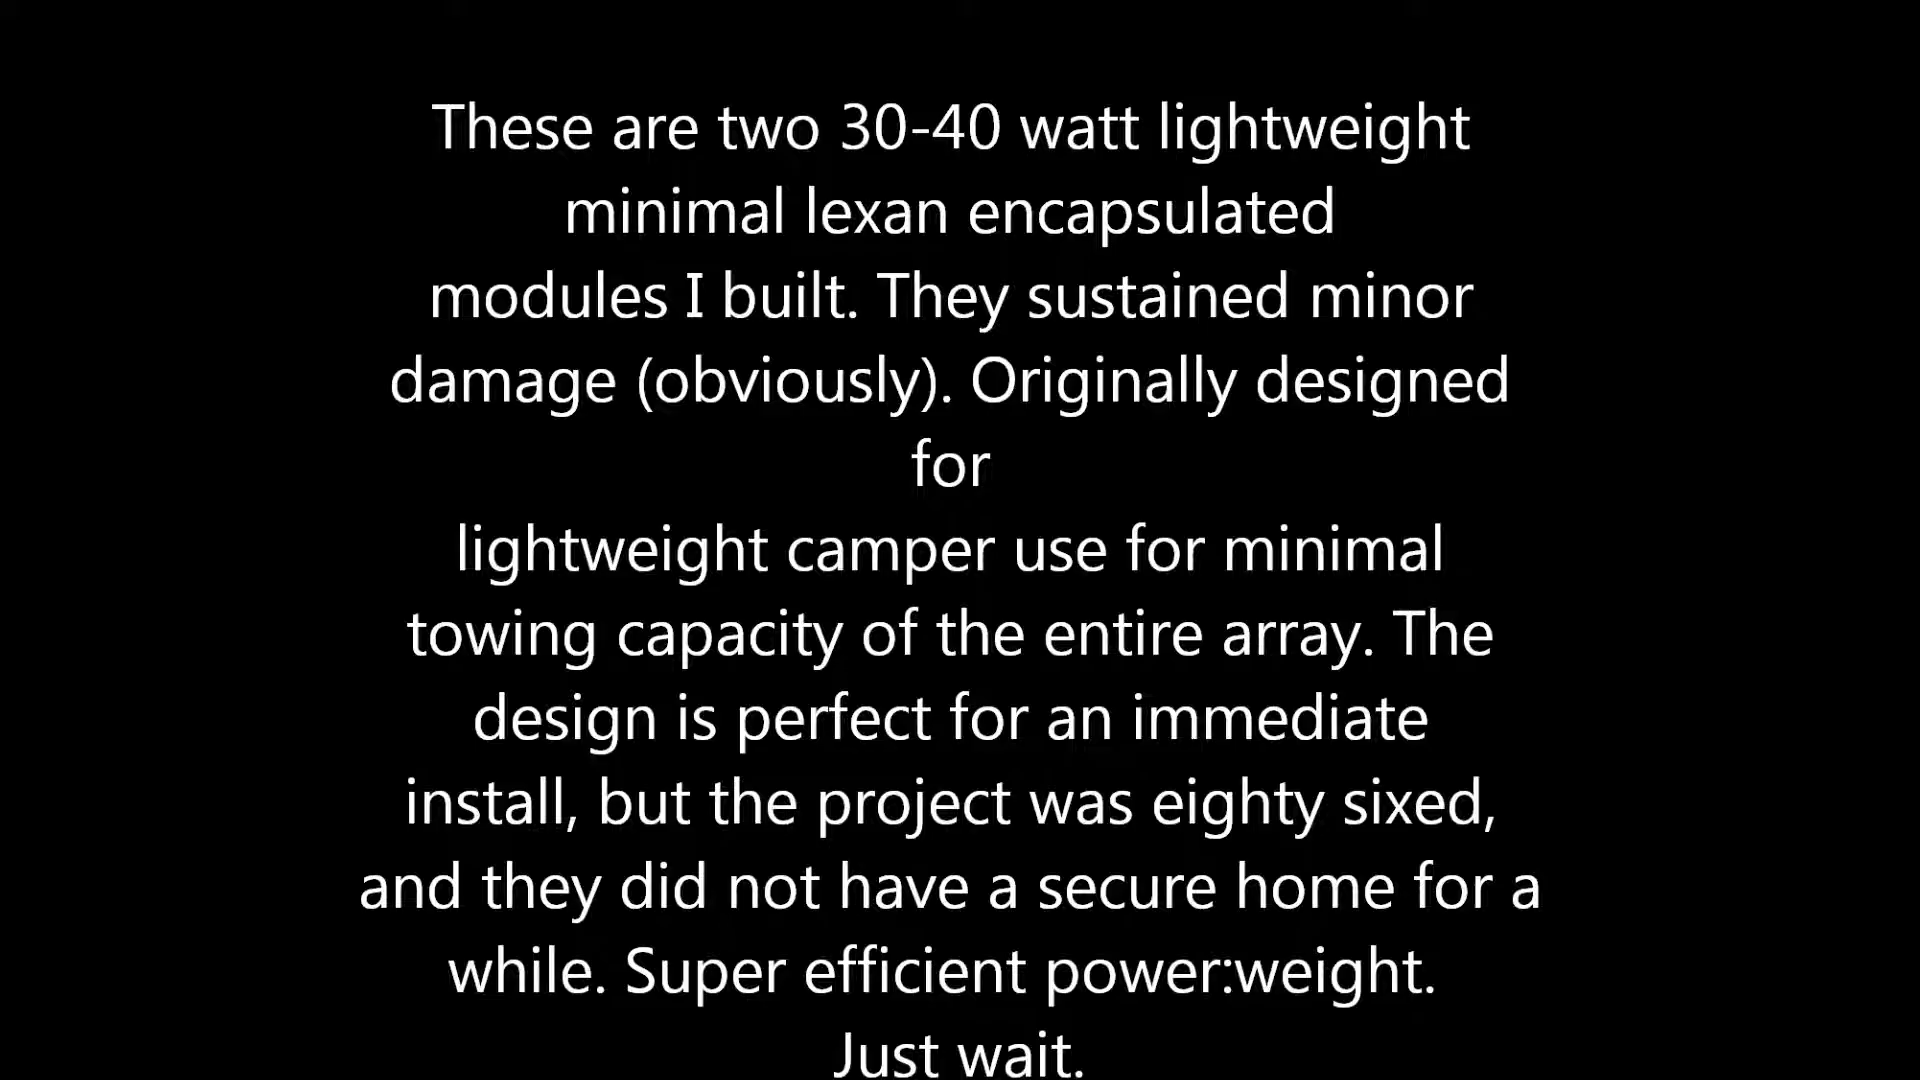 These are two 30-40 watt lightweight
minimal lexan encapsulated
modules I built. They sustained minor
damage (obviously). Originally designed
for
lightweight camper use for minimal
towing capacity of the entire array. The
design is perfect for an immediate
install, but the project was eighty sixed,
and they did not have a secure home for a
while. Super efficient power:weight.
Just wait.